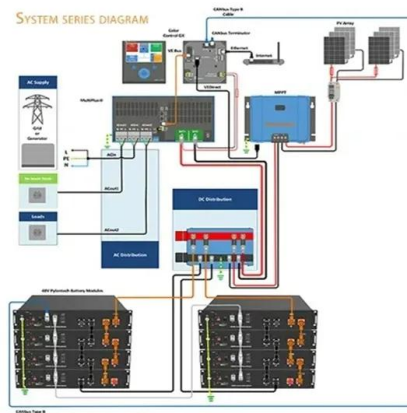 SYSTEM SERIES DIAGRAM
CANbus Type B
Cable
Color
Control GX
CANbus Terminator
PV Array
VE Bus
Ethernet
Internet
AC Supply
VE.Direct
MultiPlus-II
MPPT
Grid
or
Generator
L
PE
N
ACin
ACout1
Loads
ACout2
DC Distribution
AC Distribution
48V Pylontech Battery Modules
CANbus Type B